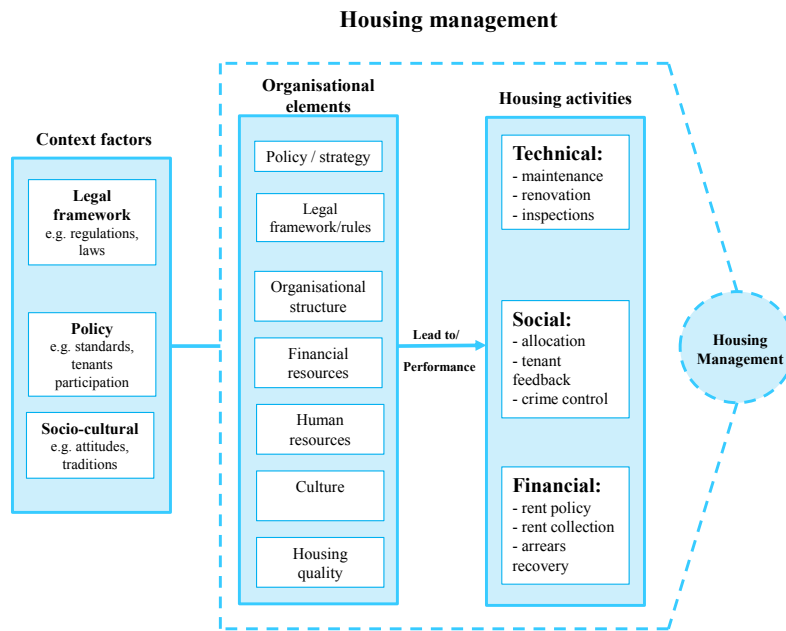 Housing management
Context factors
Legal
framework
e.g. regulations,
laws
Policy
e.g. standards,
tenants
participation
Socio-cultural
e.g. attitudes,
traditions
Organisational
elements
Policy / strategy
Legal
framework/rules
Organisational
structure
Financial
resources
Human
resources
Culture
Housing
quality
Lead to/
Performance
Housing activities
Technical:
- maintenance
- renovation
- inspections
Social:
- allocation
- tenant
feedback
- crime control
Financial:
- rent policy
- rent collection
- arrears
recovery
Housing
Management